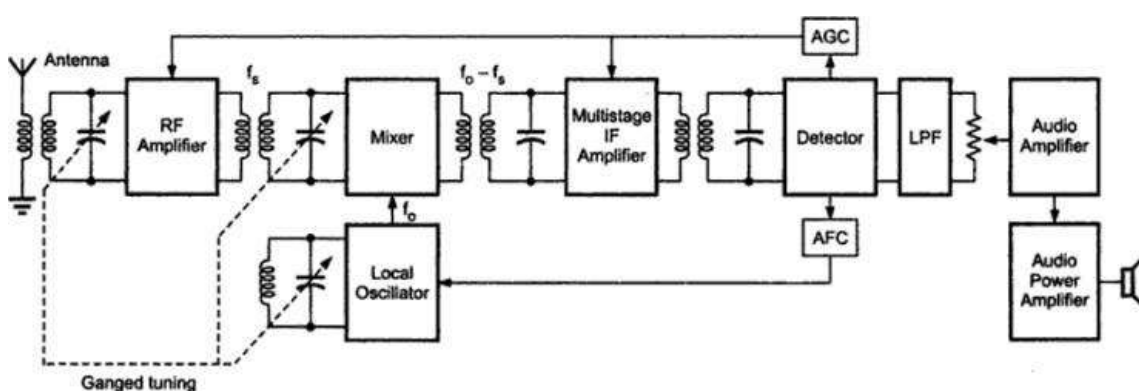 Antenna
RF
Amplifier
fs
Mixer
fo – fs
Multistage
IF
Amplifier
AGC
Detector
LPF
Audio
Amplifier
fo
Local
Oscillator
AFC
Audio
Power
Amplifier
Ganged tuning